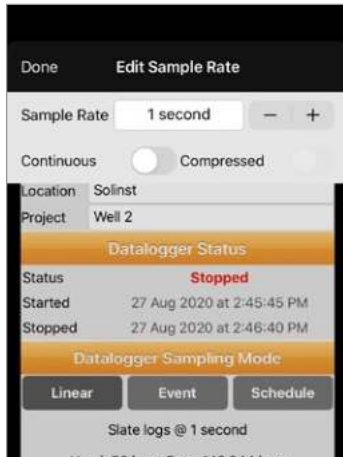 Done Edit Sample Rate
Sample Rate 1 second − +
Continuous Compressed
Location Solinst
Project Well 2
Datalogger Status
Status Stopped
Started 27 Aug 2020 at 2:45:45 PM
Stopped 27 Aug 2020 at 2:46:40 PM
Datalogger Sampling Mode
Linear Event Schedule
Slate logs @ 1 second